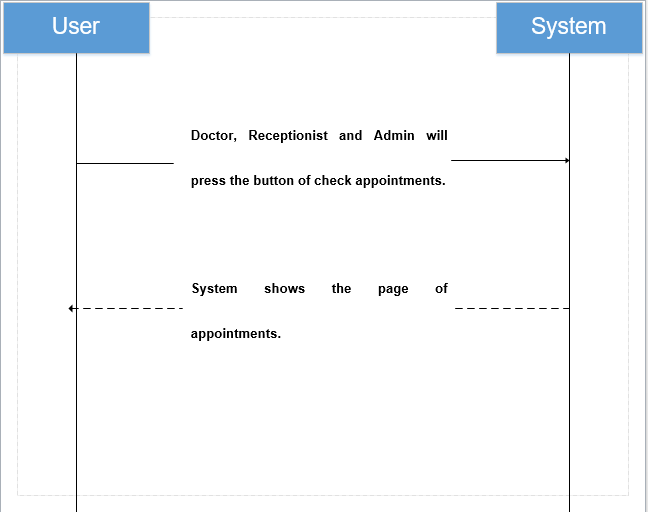 User
System
Doctor, Receptionist and Admin will
press the button of check appointments.
System shows the page of
appointments.